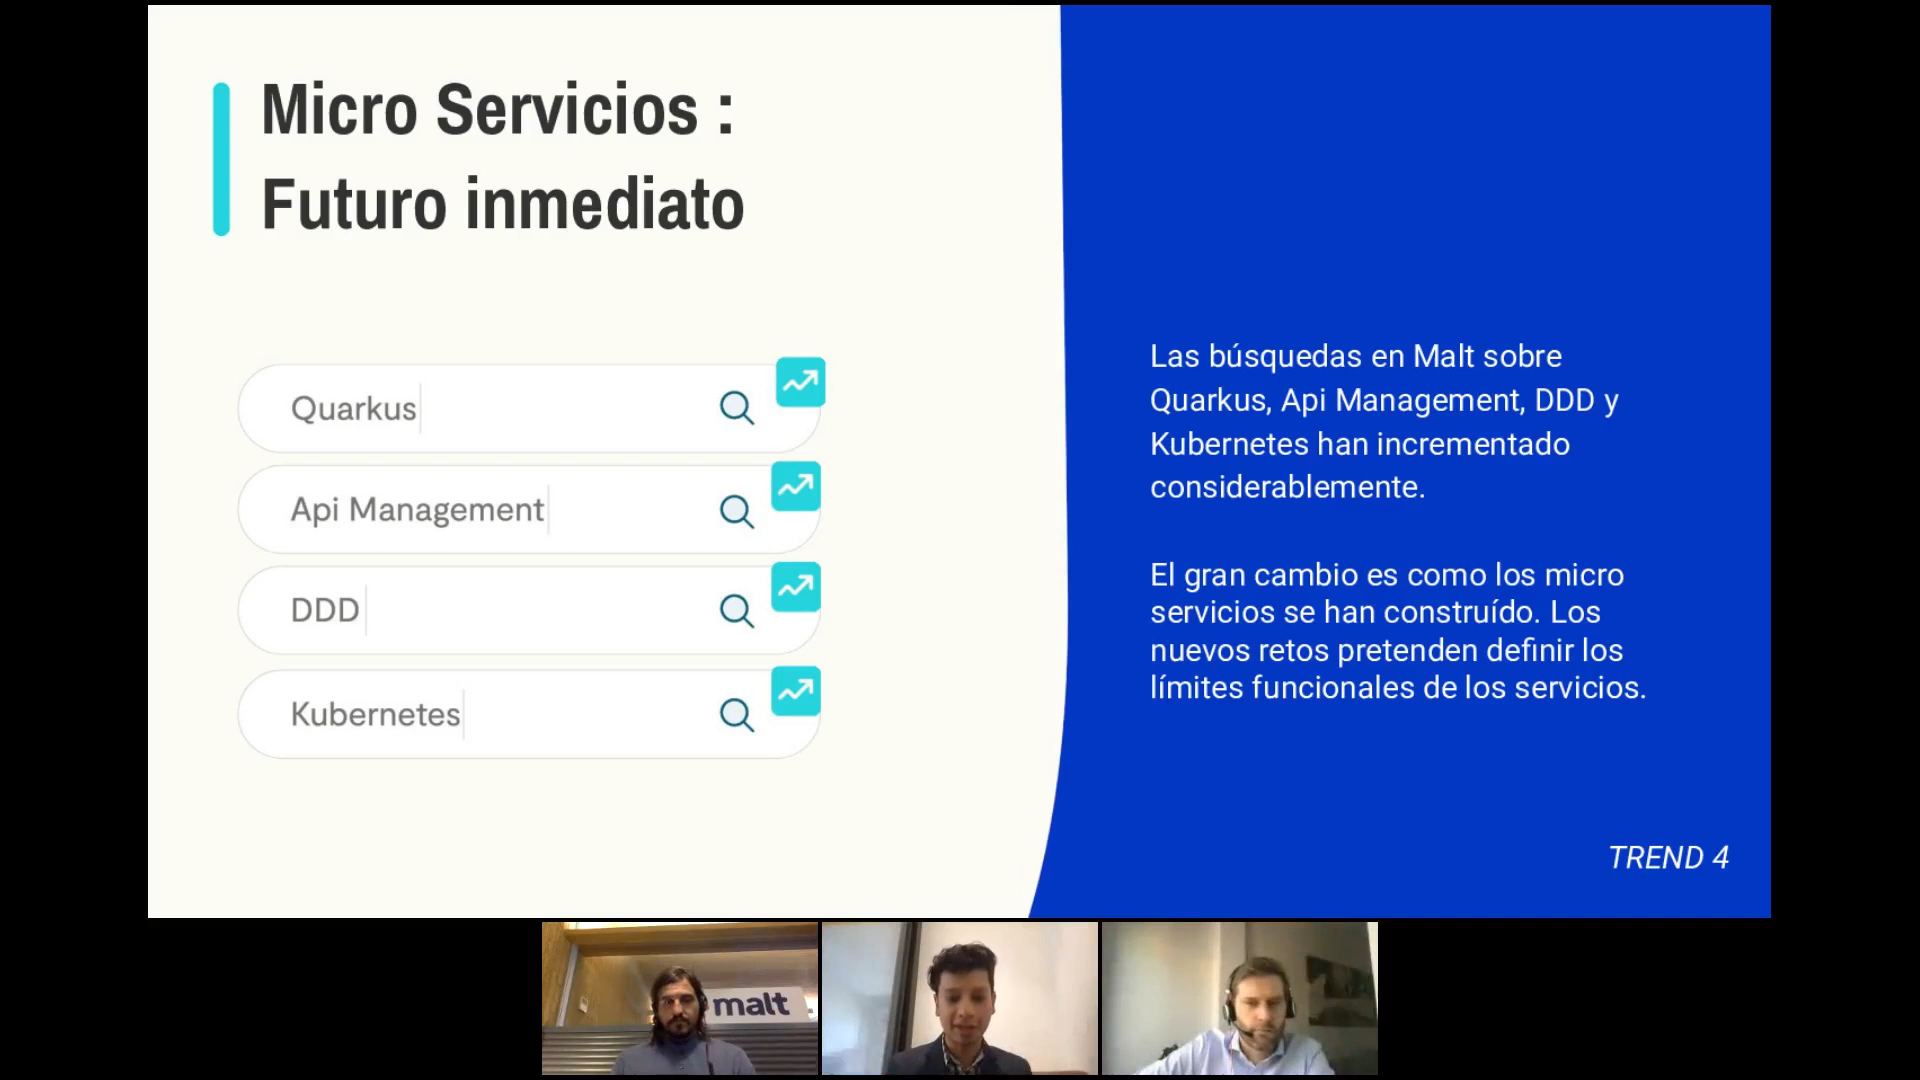 Micro Servicios :
Futuro inmediato
Quarkus
Api Management
DDD
Kubernetes
Las búsquedas en Malt sobre
Quarkus, Api Management, DDD y
Kubernetes han incrementado
considerablemente.
El gran cambio es como los micro
servicios se han construído. Los
nuevos retos pretenden definir los
límites funcionales de los servicios.
TREND 4
malt